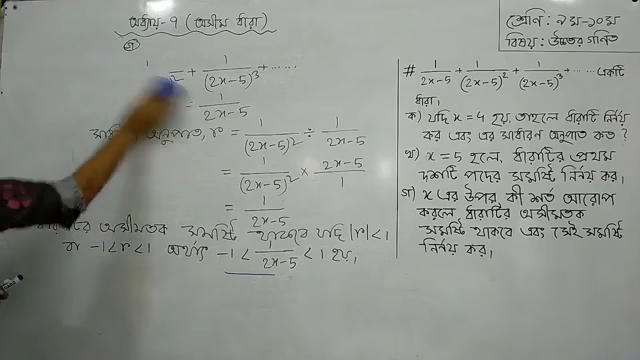 অধ্যায়-৭ (অসীম ধারা)
গ
+ 1/(2x-5)³ + ......
= 1/(2x-5)
অনুপাত, r = 1/(2x-5)² ÷ 1/(2x-5)
= 1/(2x-5)² × (2x-5)/1
= 1/(2x-5)
অসীমতক সমষ্টি থাকবে যদি |r| < 1
বা -1<r<1 অর্থাৎ -1 < 1/(2x-5) < 1 হয়।
শ্রেণি: ৯ম-১০ম
বিষয়: উচ্চতর গণিত
# 1/(2x-5) + 1/(2x-5)² + 1/(2x-5)³ + ...... একটি
ধারা।
ক) যদি x = 4 হয়, তাহলে ধারাটি নির্ণয়
কর এবং এর সাধারণ অনুপাত কত?
খ) x = 5 হলে, ধারাটির প্রথম
দশটি পদের সমষ্টি নির্ণয় কর।
গ) x এর উপর কী শর্ত আরোপ
করলে ধারাটির অসীমতক
সমষ্টি থাকবে এবং সেই সমষ্টি
নির্ণয় কর।